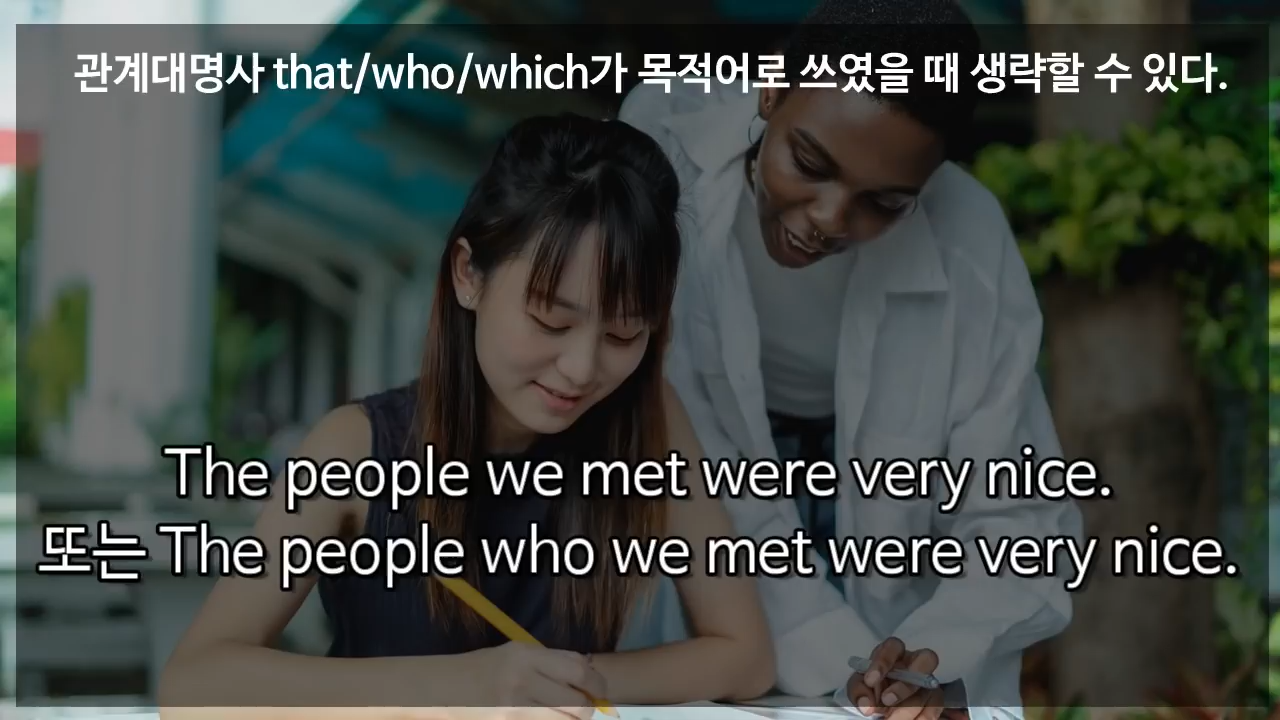 관계대명사 that/who/which가 목적어로 쓰였을 때 생략할 수 있다.
The people we met were very nice.
또는 The people who we met were very nice.